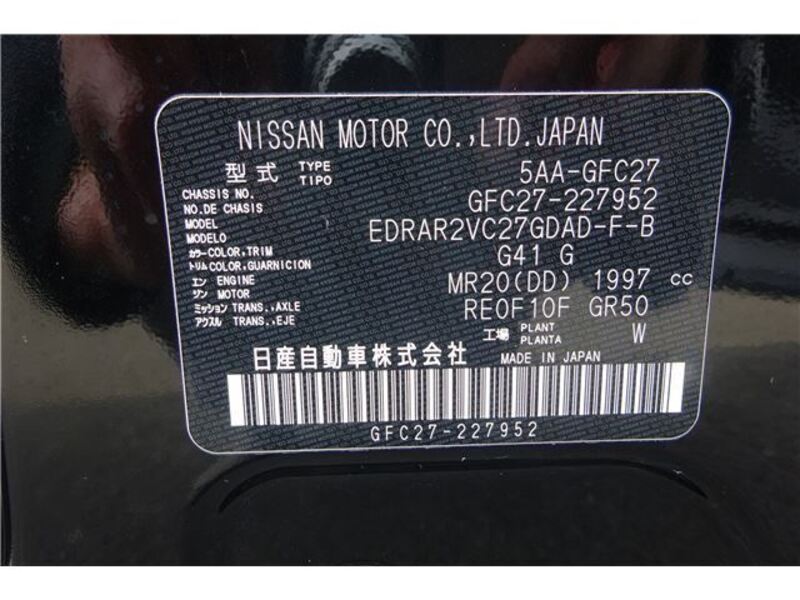 NISSAN MOTOR CO.,LTD.JAPAN
型式 TYPE TIPO 5AA-GFC27
CHASSIS NO. NO.DE CHASIS GFC27-227952
MODEL MODELO EDRAR2VC27GDAD-F-B
カラー COLOR,TRIM トリム COLOR,GUARNICION G41 G
エン ENGINE ジン MOTOR MR20(DD) 1997 cc
ミッション TRANS.,AXLE アクスル TRANS.,EJE RE0F10F GR50
工場 PLANT PLANTA W
日産自動車株式会社 MADE IN JAPAN
GFC27-227952